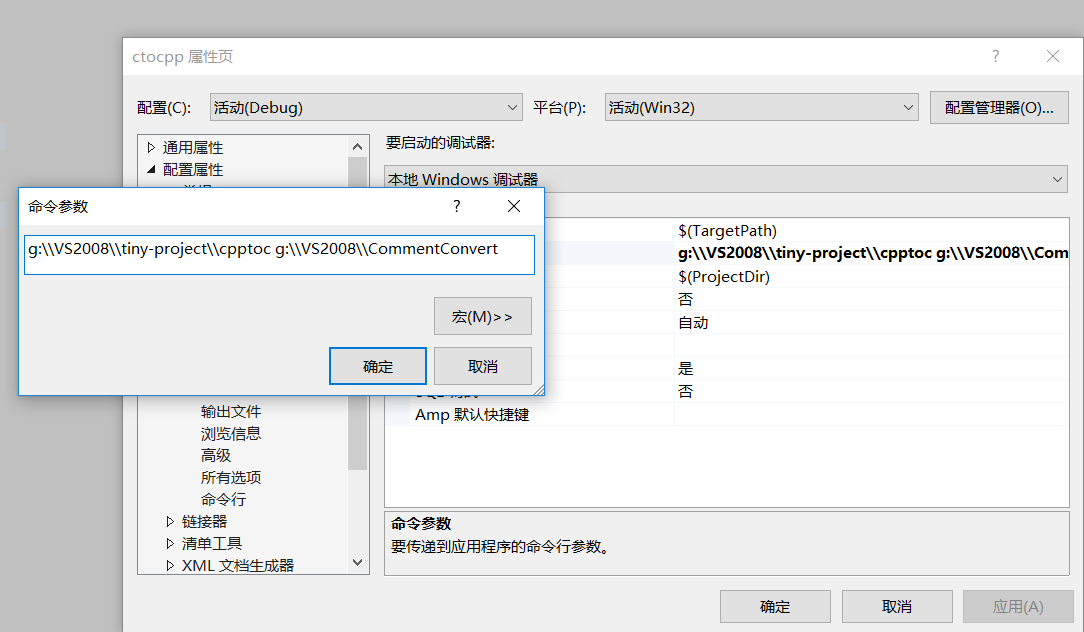 ctocpp 属性页
配置(C): 活动(Debug) 平台(P): 活动(Win32) 配置管理器(O)...
要启动的调试器:
通用属性
配置属性
本地 Windows 调试器
命令参数
g:\\VS2008\\tiny-project\\cpptoc g:\\VS2008\\CommentConvert
宏(M)>>
确定 取消
$(TargetPath)
g:\\VS2008\\tiny-project\\cpptoc g:\\VS2008\\Com
$(ProjectDir)
否
自动
是
否
Amp 默认快捷键
输出文件
浏览信息
高级
所有选项
命令行
链接器
清单工具
XML 文档生成器
命令参数
要传递到应用程序的命令行参数。
确定 取消 应用(A)